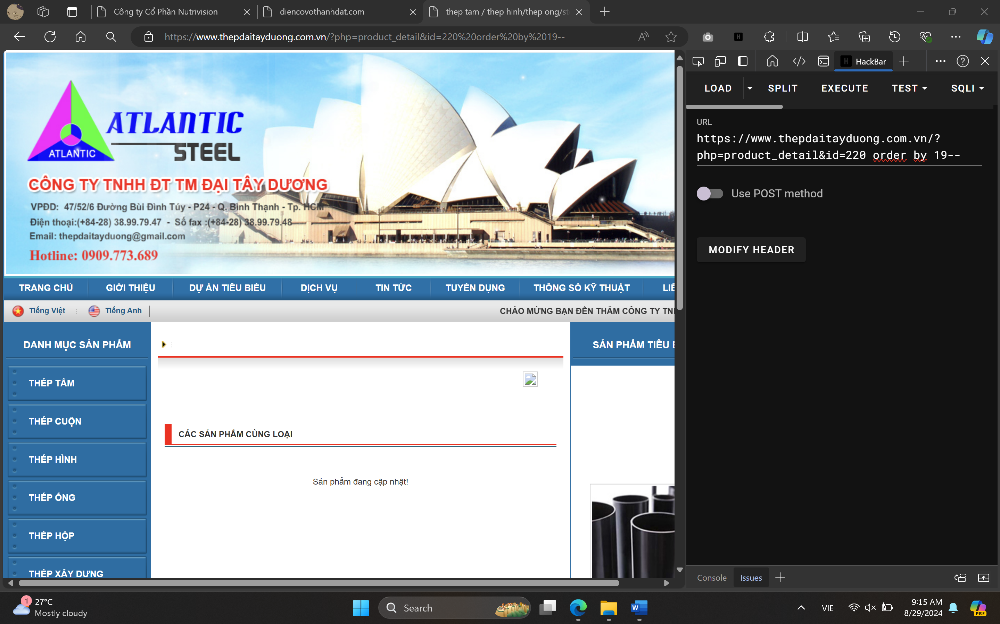 Công ty Cổ Phần Nutrivision
diencovothanhdat.com
thep tam / thep hinh/thep ong/st
https://www.thepdaitayduong.com.vn/?php=product_detail&id=220%20order%20by%2019--
HackBar
LOAD
SPLIT
EXECUTE
TEST
SQLI
URL
https://www.thepdaitayduong.com.vn/?
php=product_detail&id=220 order by 19--
Use POST method
MODIFY HEADER
ATLANTIC
STEEL
ATLANTIC
CÔNG TY TNHH ĐT TM ĐẠI TÂY DƯƠNG
VPĐD: 47/52/6 Đường Bùi Đình Túy - P24 - Q. Bình Thạnh - Tp. HCM
Điện thoại:(+84-28) 38.99.79.47 - Số fax :(+84-28) 38.99.79.48
Email: thepdaitayduong@gmail.com
Hotline: 0909.773.689
TRANG CHỦ
GIỚI THIỆU
DỰ ÁN TIÊU BIỂU
DỊCH VỤ
TIN TỨC
TUYỂN DỤNG
THÔNG SỐ KỸ THUẬT
LIÊ
Tiếng Việt
Tiếng Anh
CHÀO MỪNG BẠN ĐẾN THĂM CÔNG TY TN
DANH MỤC SẢN PHẨM
SẢN PHẨM TIÊU
THÉP TẤM
THÉP CUỘN
THÉP HÌNH
THÉP ỐNG
THÉP HỘP
THÉP XÂY DỰNG
CÁC SẢN PHẨM CÙNG LOẠI
Sản phẩm đang cập nhật!
Console
Issues
1
27°C
Mostly cloudy
Search
VIE
9:15 AM
8/29/2024
PRE